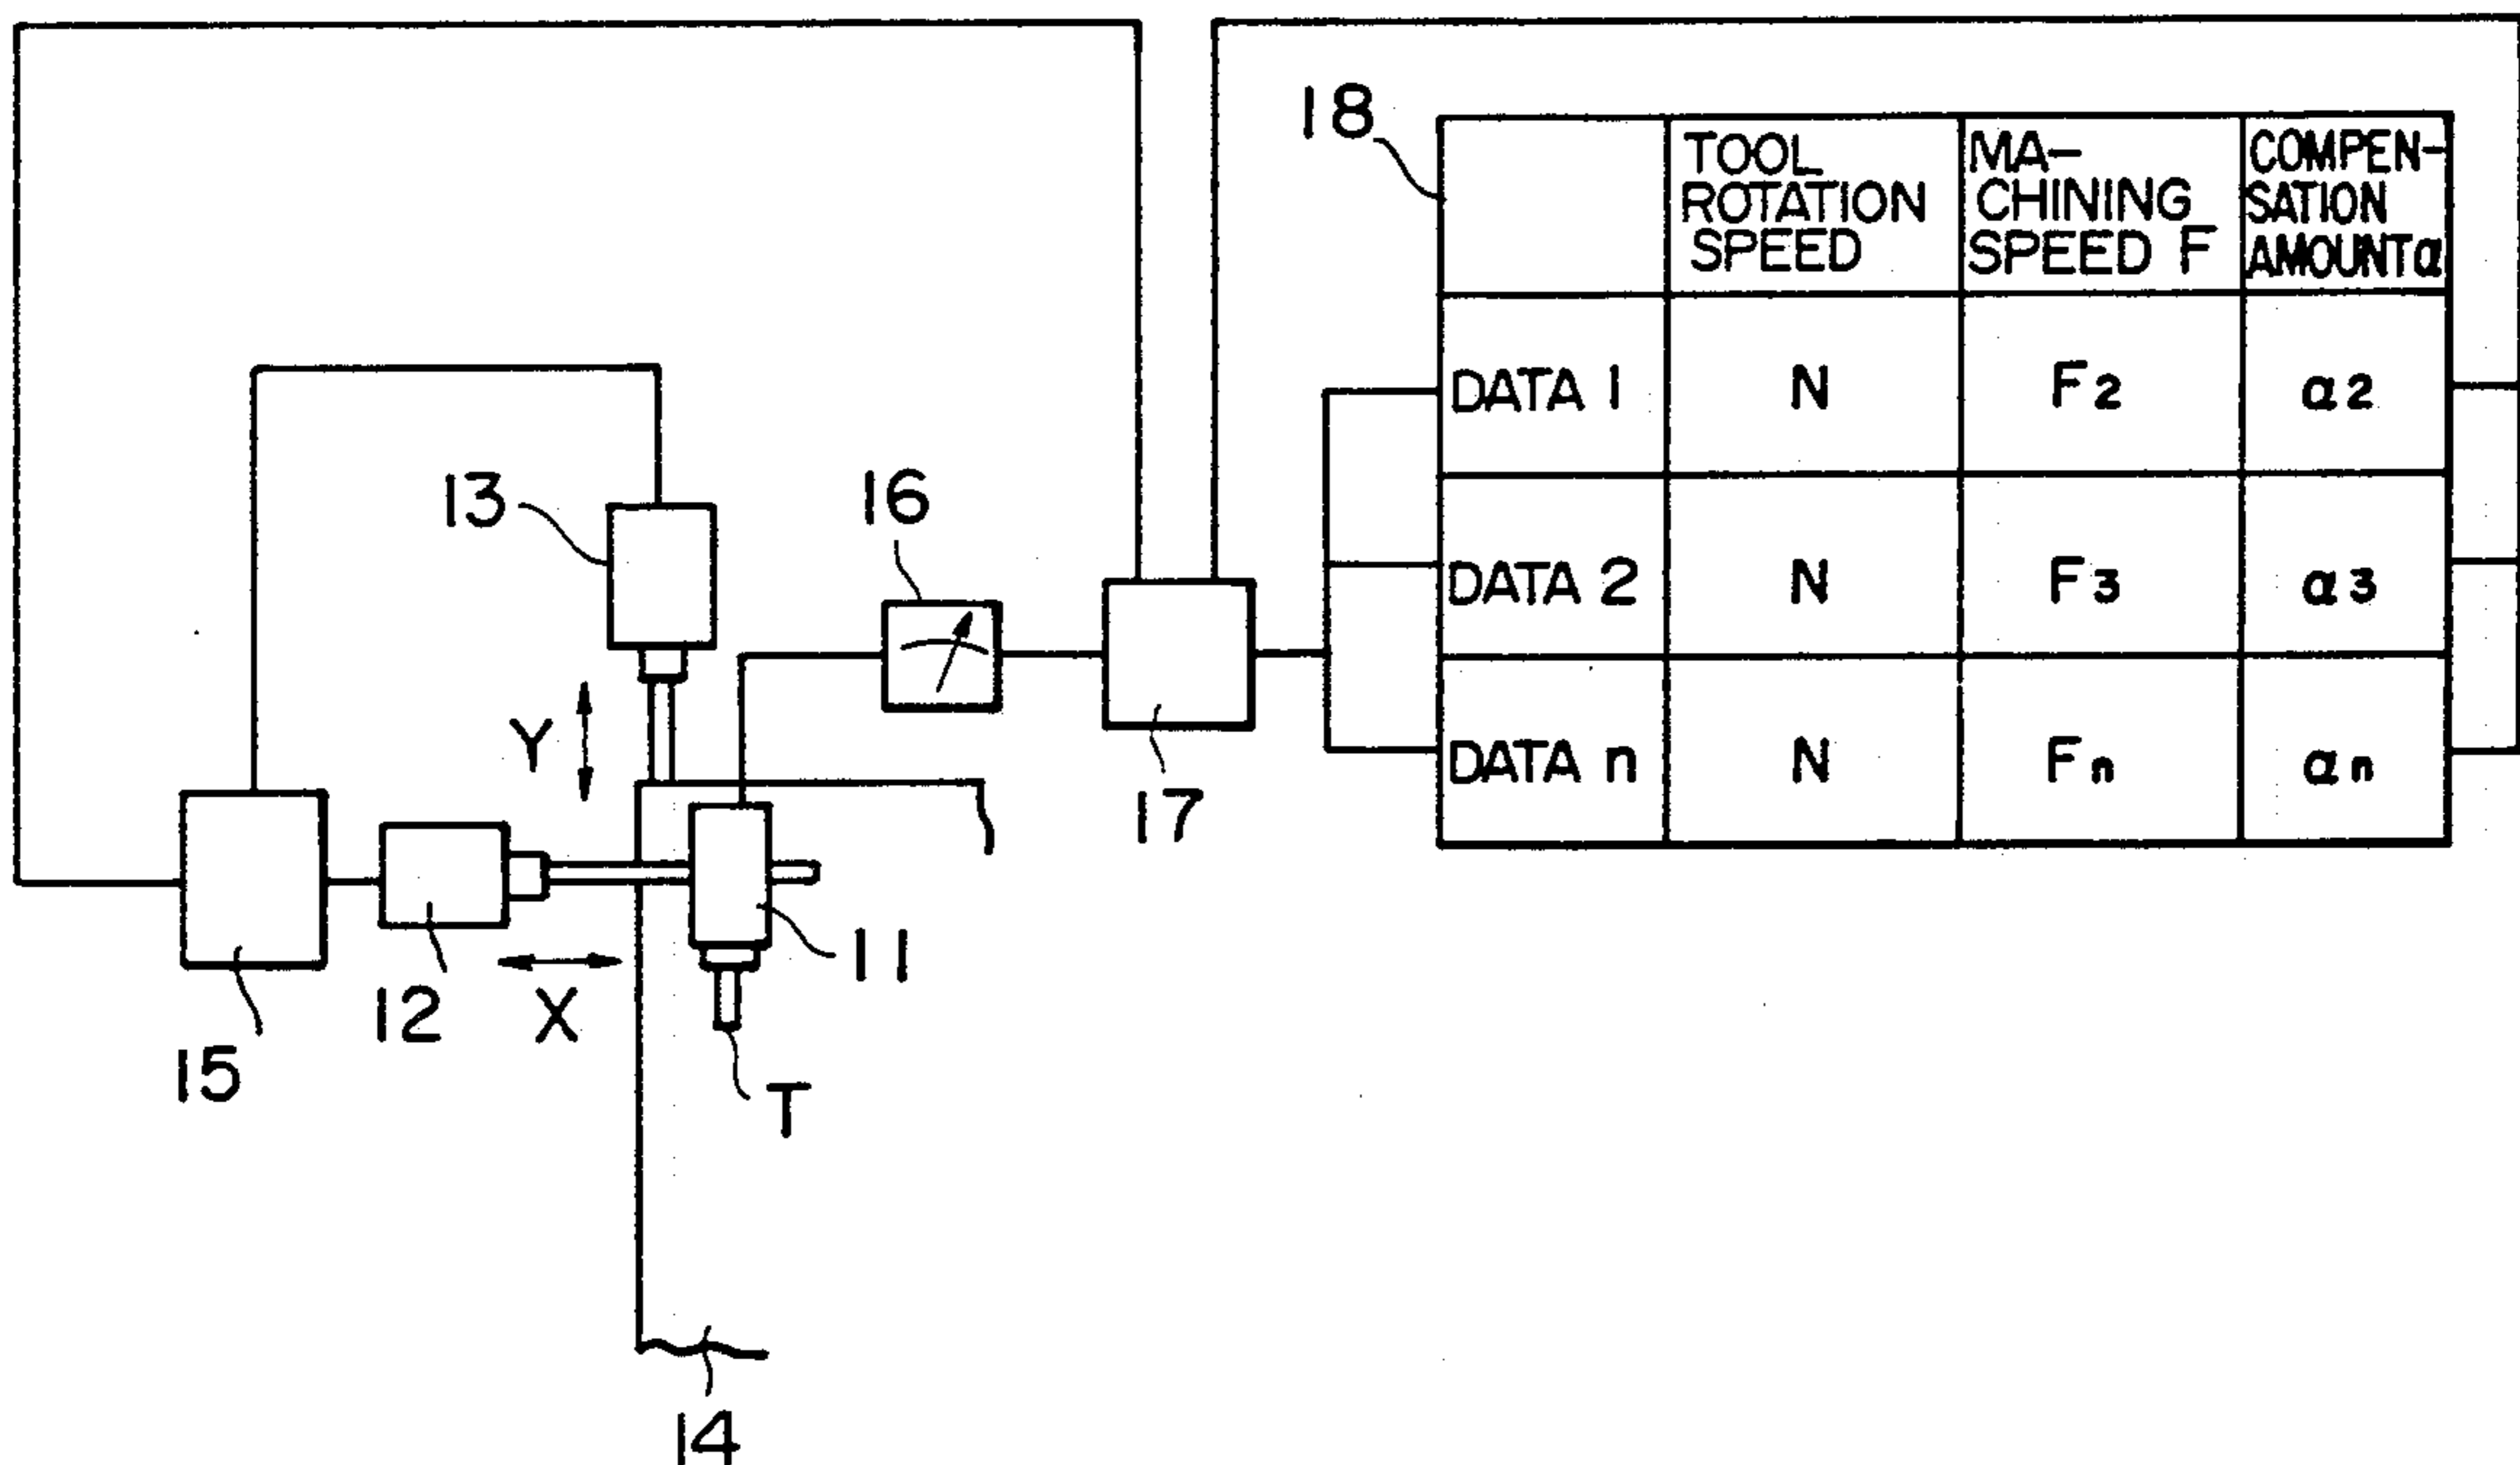 18
TOOL
ROTATION
SPEED
MA-
CHINING
SPEED F
COMPEN-
SATION
AMOUNT α
DATA 1 N F2 α2
DATA 2 N F3 α3
DATA n N Fn αn
13
16
Y
17
11
12
X
15
T
14